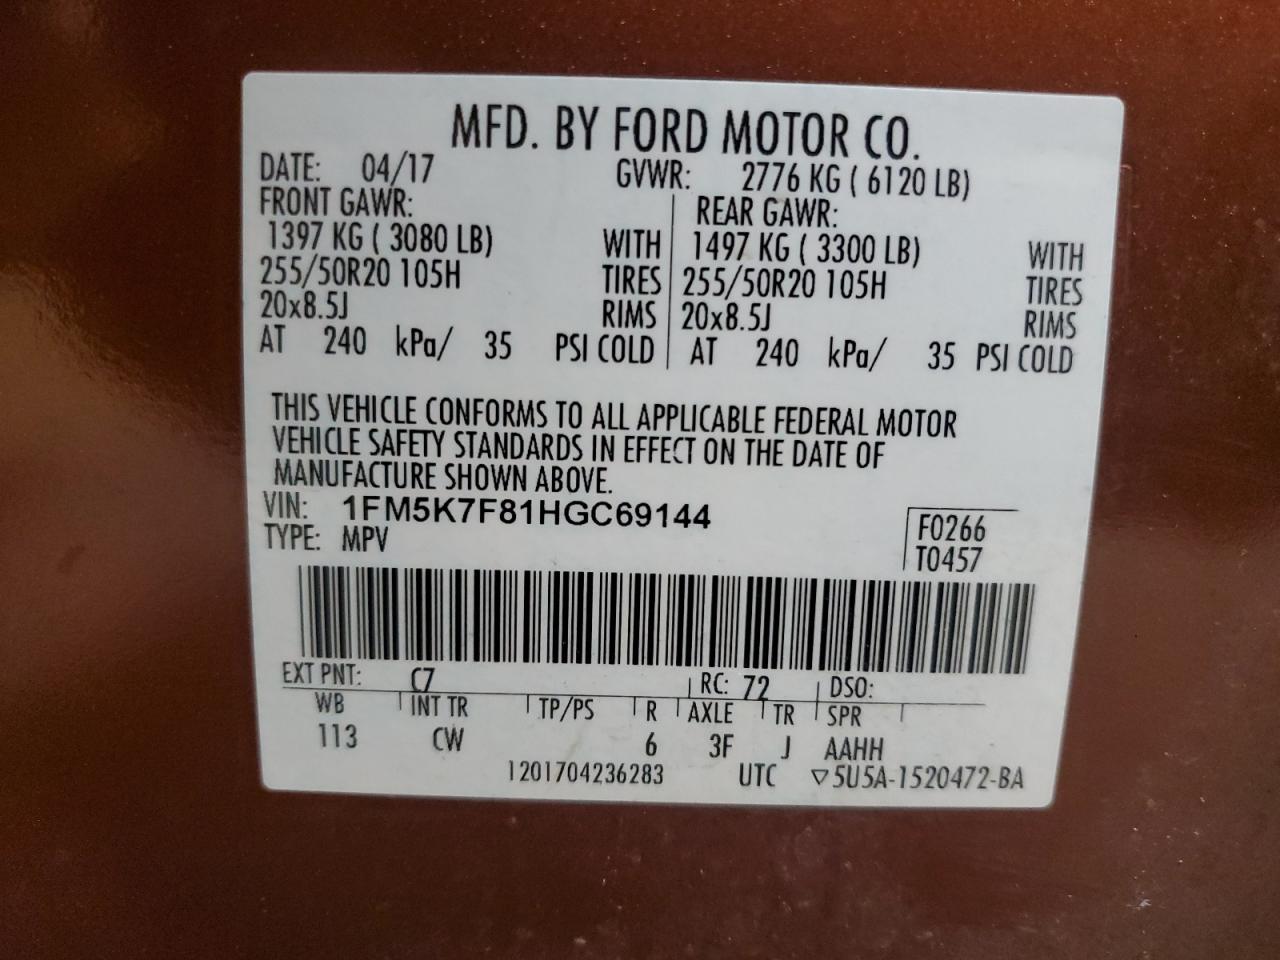 MFD. BY FORD MOTOR CO.
DATE: 04/17 GVWR: 2776 KG ( 6120 LB)
FRONT GAWR: REAR GAWR:
1397 KG ( 3080 LB) WITH 1497 KG ( 3300 LB) WITH
255/50R20 105H TIRES 255/50R20 105H TIRES
20x8.5J RIMS 20x8.5J RIMS
AT 240 kPa/ 35 PSI COLD AT 240 kPa/ 35 PSI COLD
THIS VEHICLE CONFORMS TO ALL APPLICABLE FEDERAL MOTOR
VEHICLE SAFETY STANDARDS IN EFFECT ON THE DATE OF
MANUFACTURE SHOWN ABOVE.
VIN: 1FM5K7F81HGC69144
TYPE: MPV
F0266
T0457
EXT PNT: C7 RC: 72 DSO:
WB INT TR TP/PS R AXLE TR SPR
113 CW 6 3F J AAHH
1201704236283 UTC ▽5U5A-1520472-BA